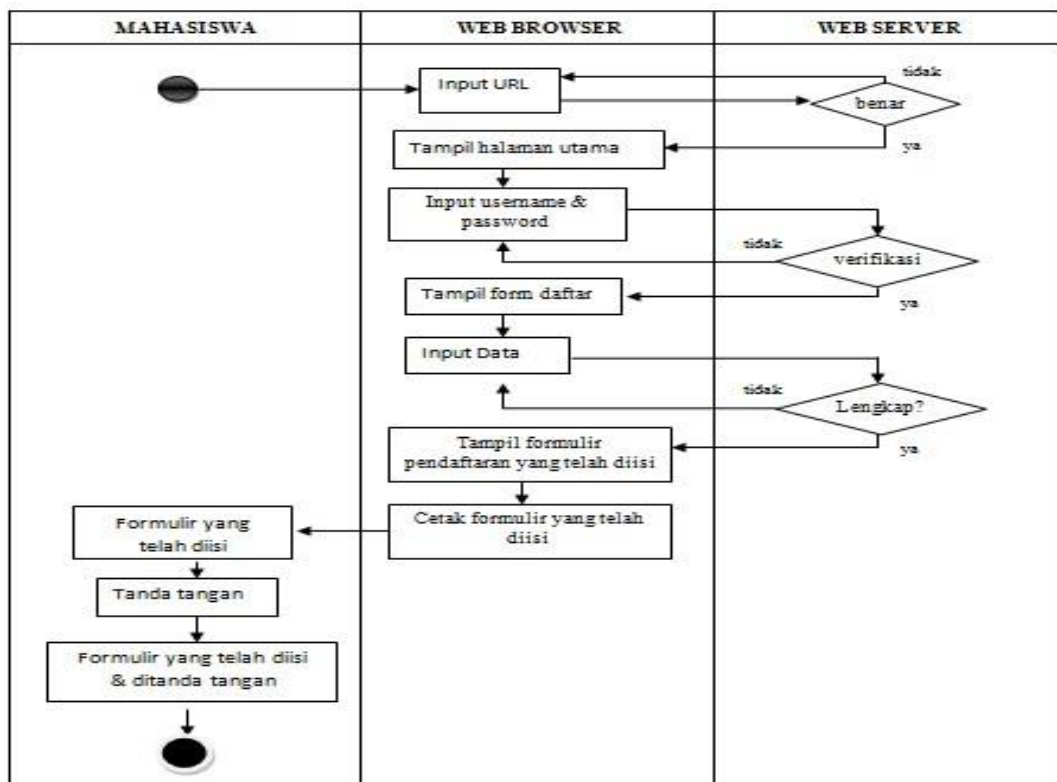 MAHASISWA
WEB BROWSER
WEB SERVER
Input URL
tidak
benar
ya
Tampil halaman utama
Input username &
password
tidak
verifikasi
ya
Tampil form daftar
Input Data
tidak
Lengkap?
ya
Tampil formulir
pendaftaran yang telah diisi
Cetak formulir yang telah
diisi
Formulir yang
telah diisi
Tanda tangan
Formulir yang telah diisi
& ditanda tangan